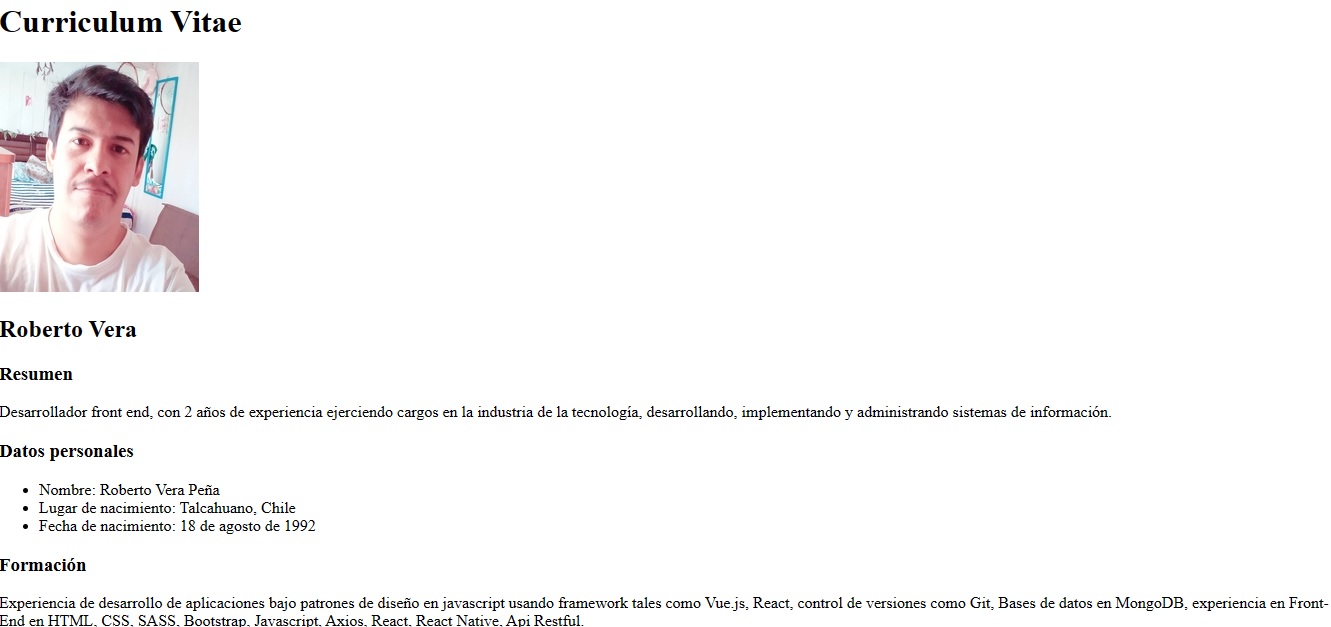 Curriculum Vitae
Roberto Vera
Resumen
Desarrollador front end, con 2 años de experiencia ejerciendo cargos en la industria de la tecnología, desarrollando, implementando y administrando sistemas de información.
Datos personales
• Nombre: Roberto Vera Peña
• Lugar de nacimiento: Talcahuano, Chile
• Fecha de nacimiento: 18 de agosto de 1992
Formación
Experiencia de desarrollo de aplicaciones bajo patrones de diseño en javascript usando framework tales como Vue.js, React, control de versiones como Git, Bases de datos en MongoDB, experiencia en Front-
End en HTML, CSS, SASS, Bootstrap, Javascript, Axios, React, React Native, Api Restful.